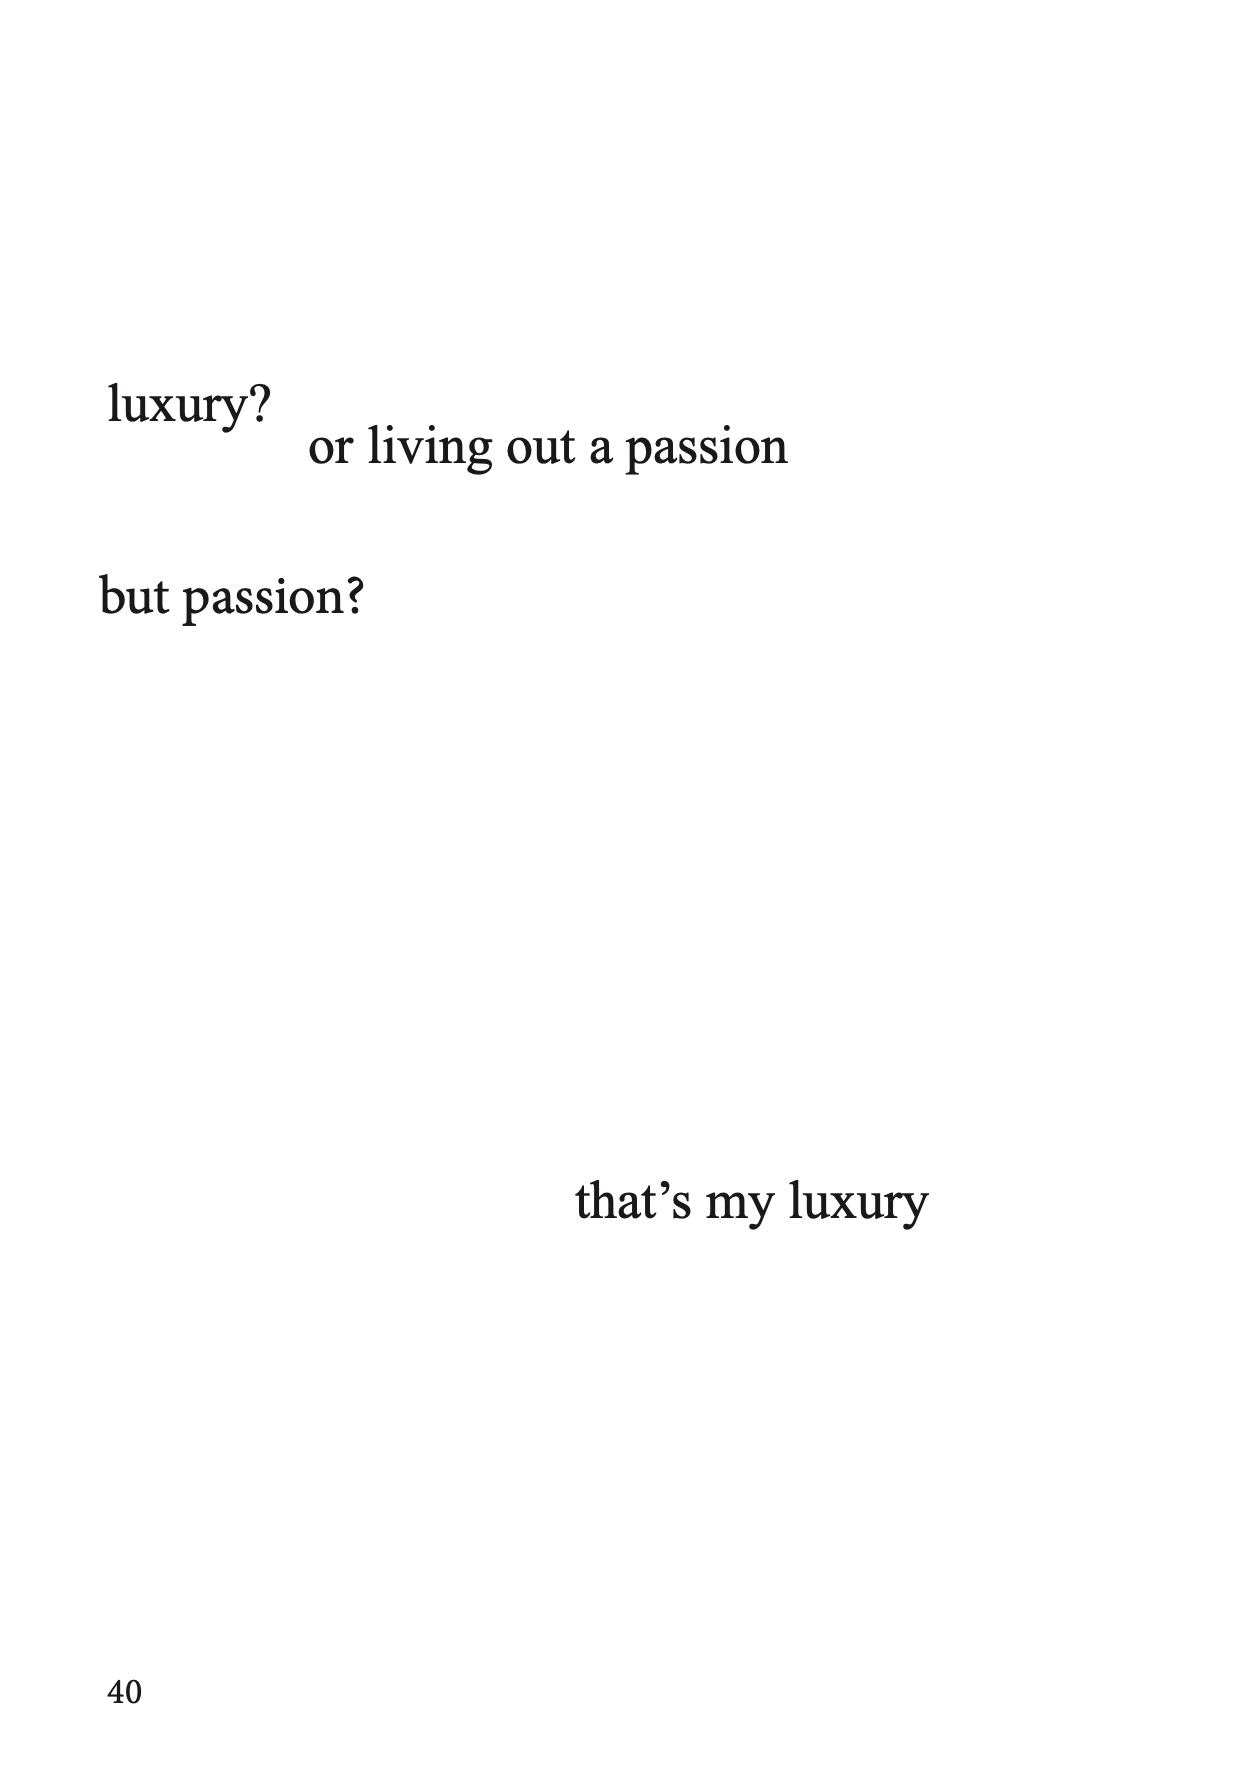 luxury?
or living out a passion
but passion?
that’s my luxury
40